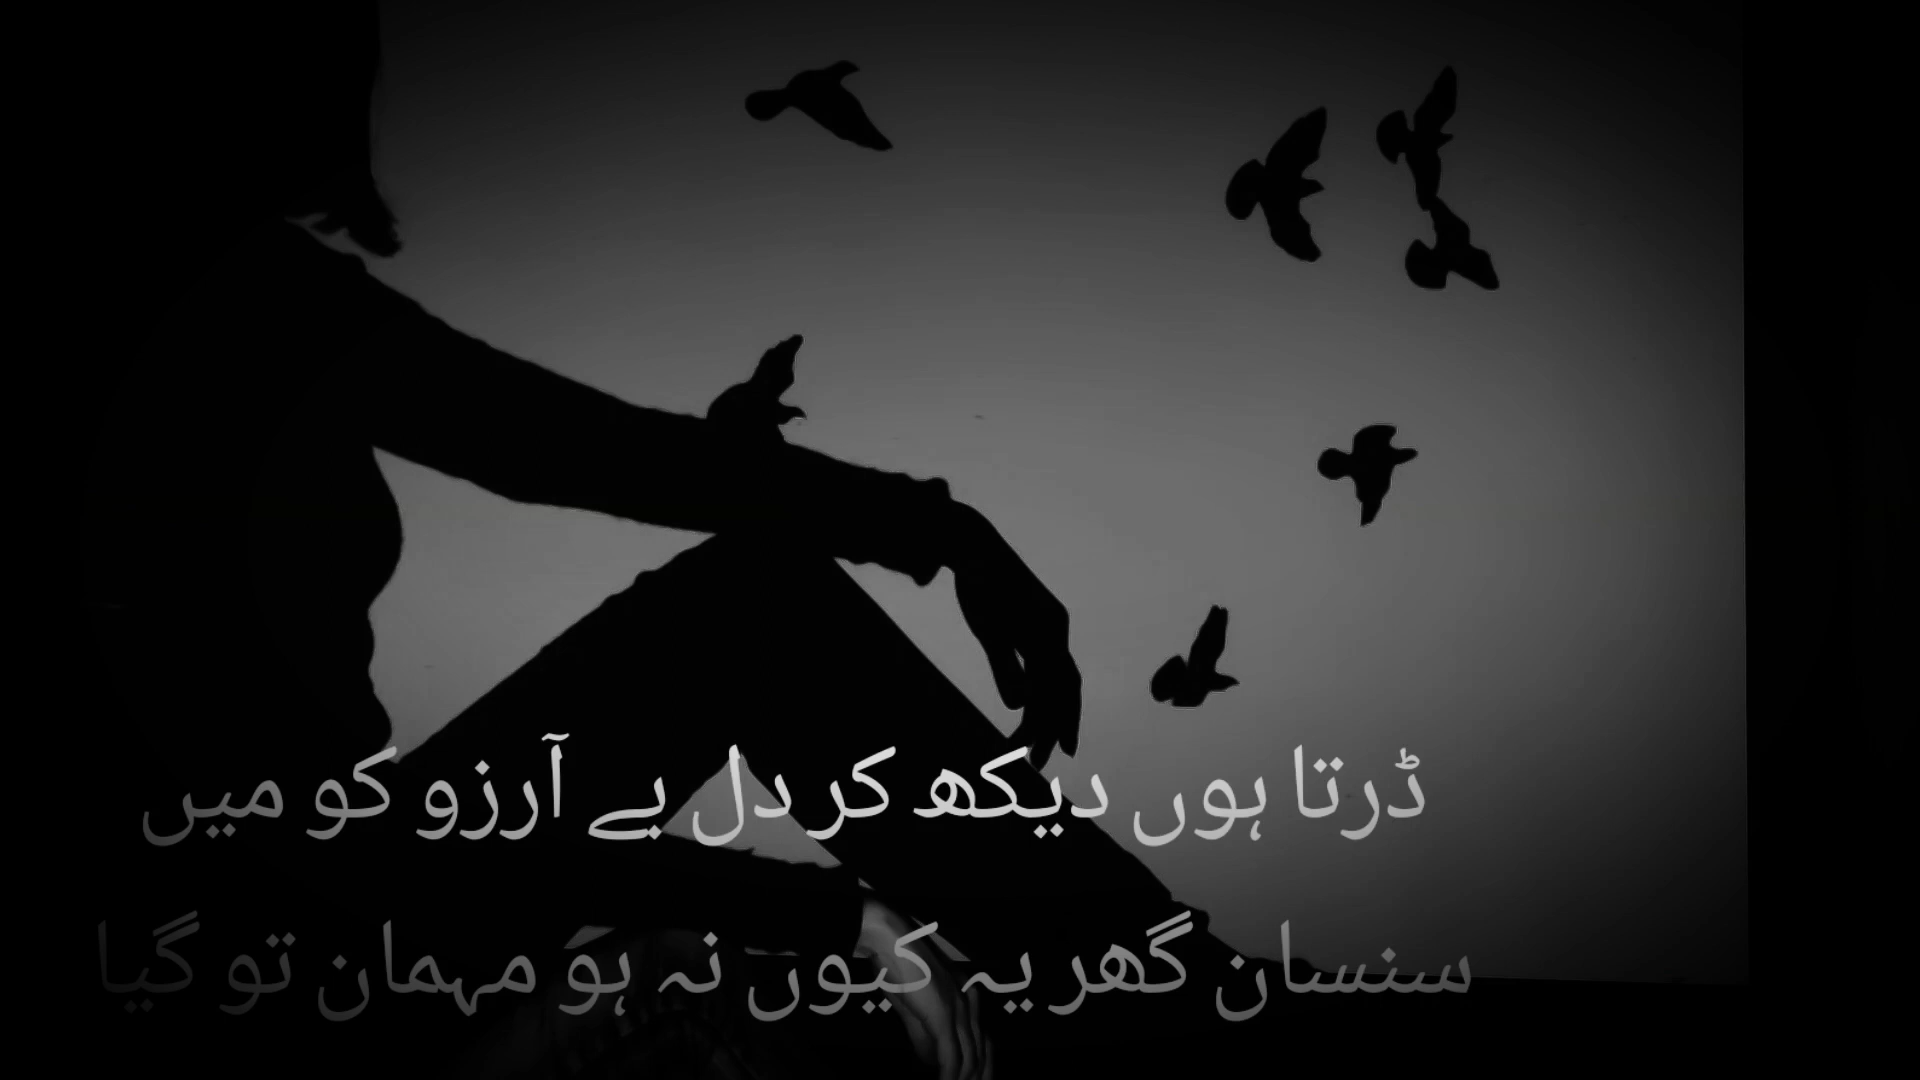 ڈرتا ہوں دیکھ کر دل بے آرزو کو میں
سنسان گھر یہ کیوں نہ ہو مہمان تو گیا